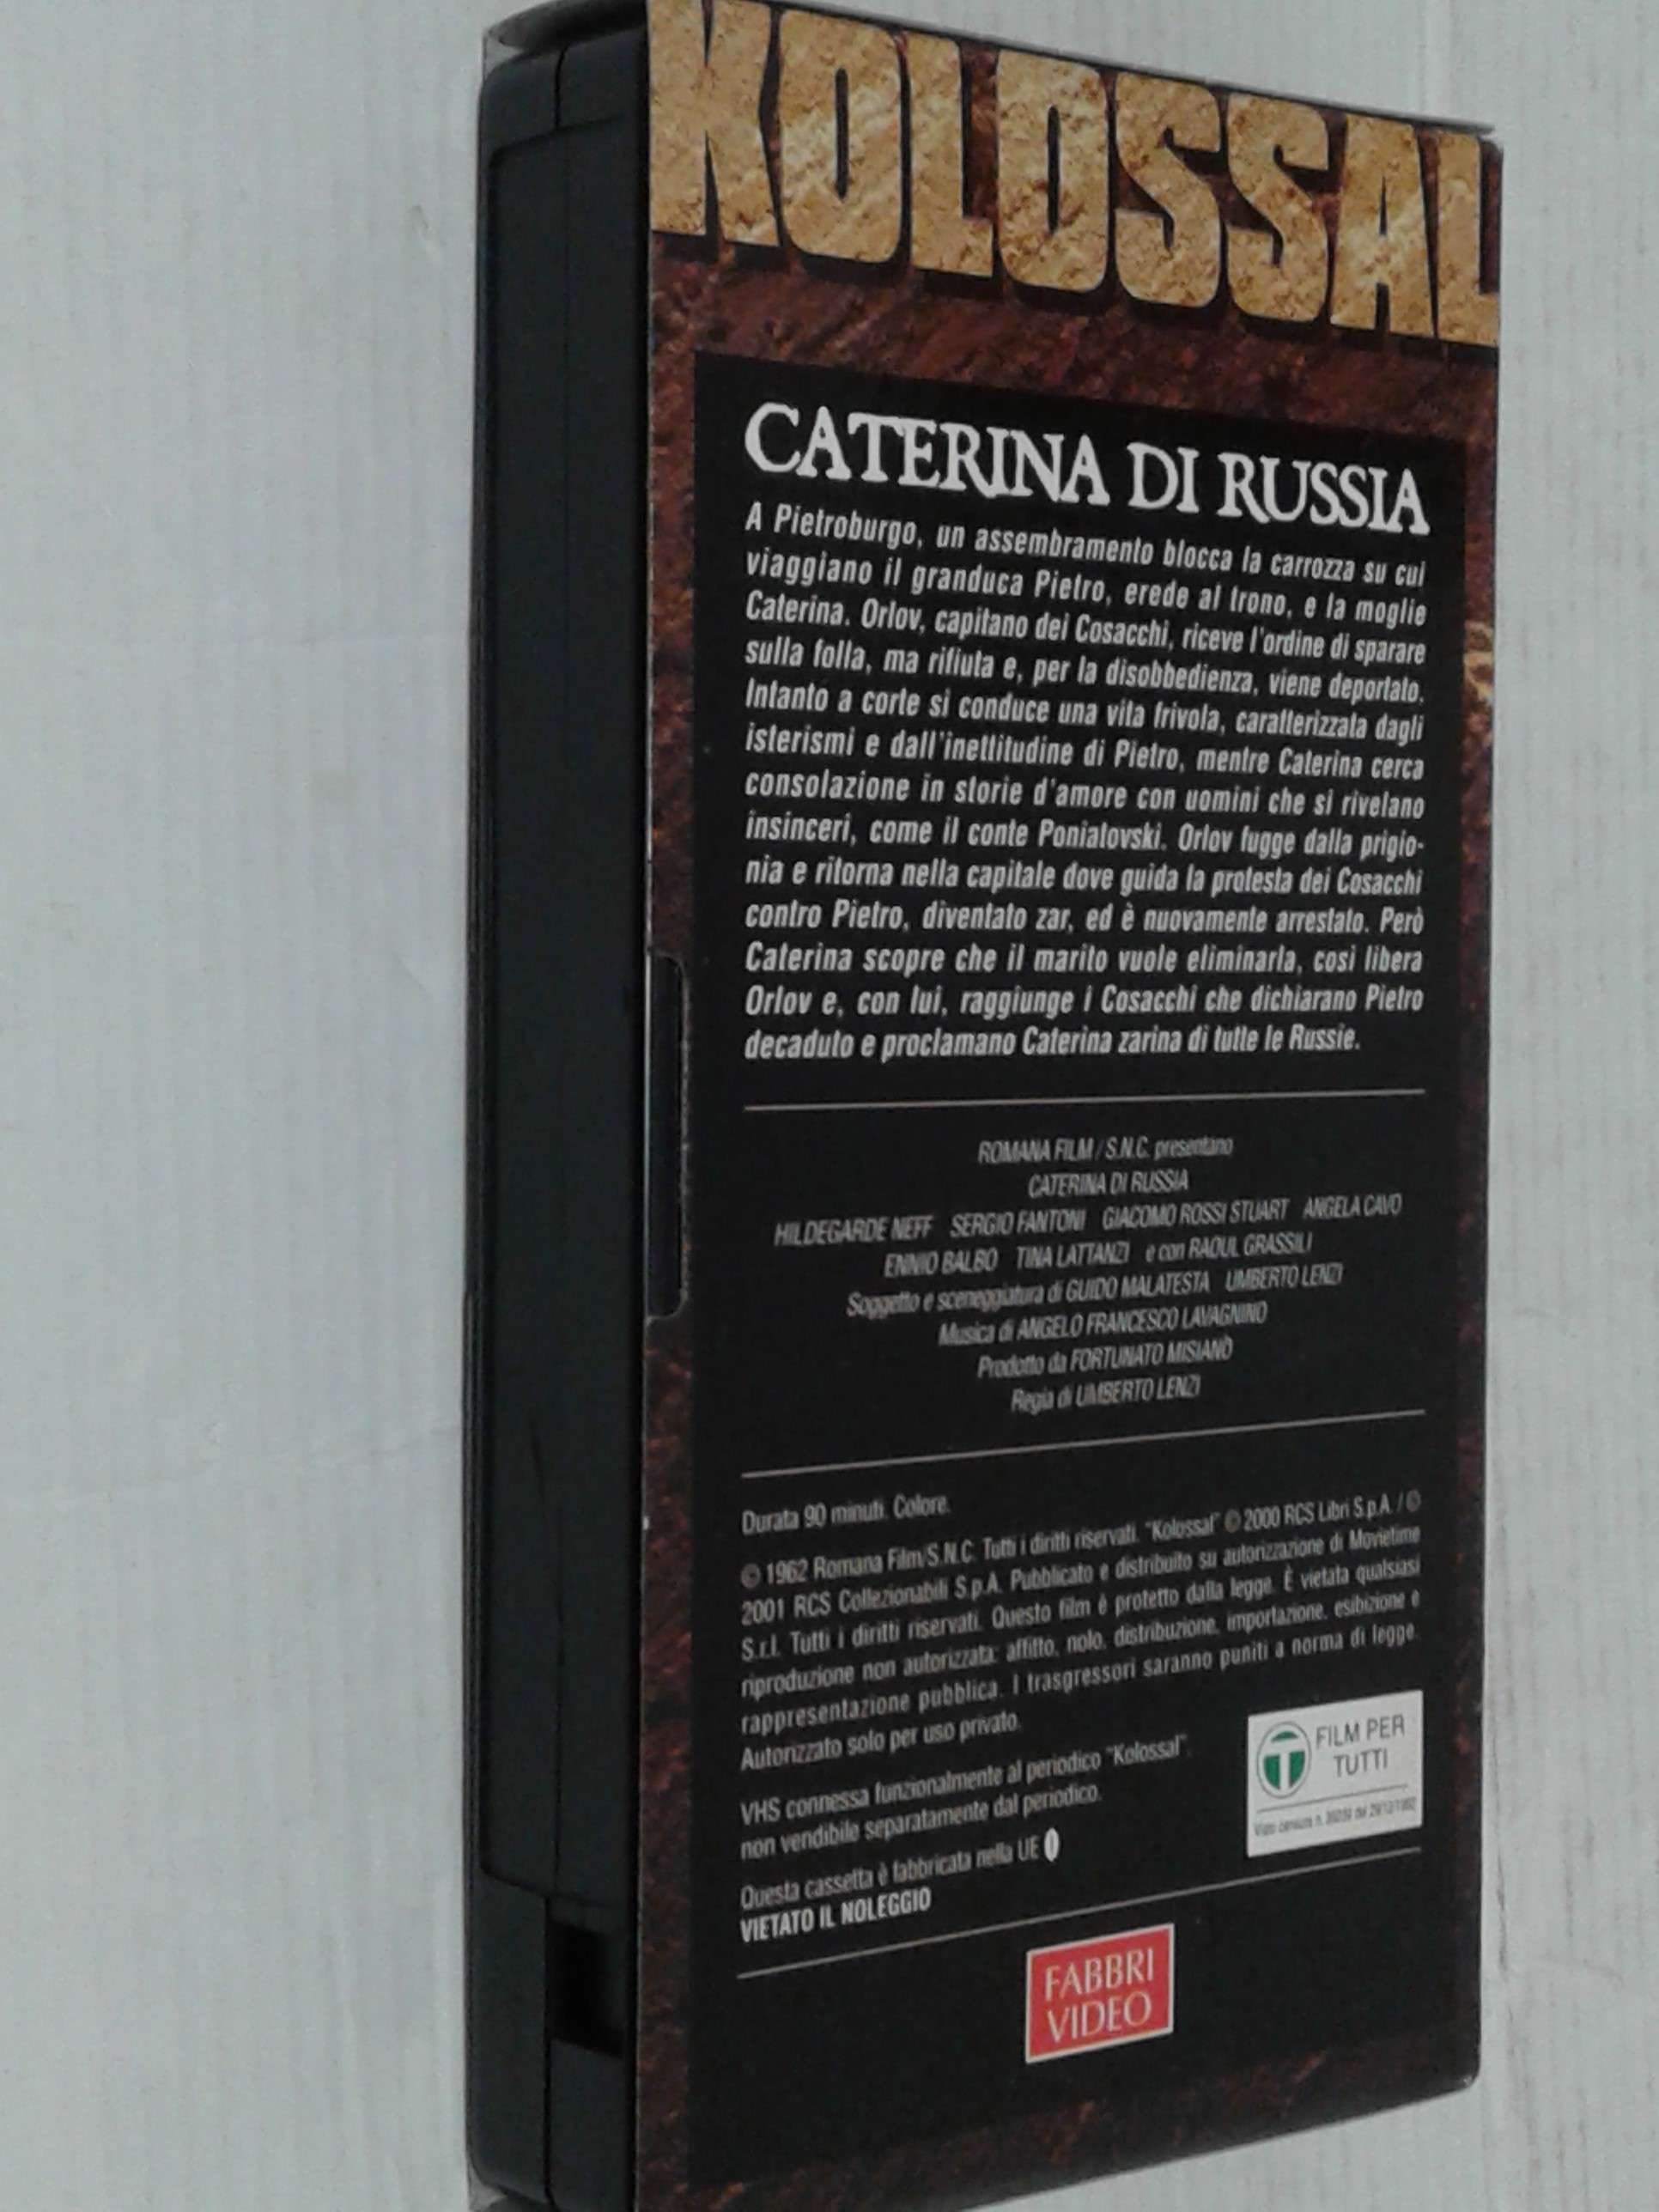 KOLOSSAL
CATERINA DI RUSSIA
A Pietroburgo, un assembramento blocca la carrozza su cui
viaggiano il granduca Pietro, erede al trono, e la moglie
Caterina. Orlov, capitano dei Cosacchi, riceve l'ordine di sparare
sulla folla, ma rifiuta e, per la disobbedienza, viene deportato.
Intanto a corte si conduce una vita frivola, caratterizzata dagli
isterismi e dall'inettitudine di Pietro, mentre Caterina cerca
consolazione in storie d'amore con uomini che si rivelano
insinceri, come il conte Poniatovski. Orlov fugge dalla prigio-
nia e ritorna nella capitale dove guida la protesta dei Cosacchi
contro Pietro, diventato zar, ed è nuovamente arrestato. Però
Caterina scopre che il marito vuole eliminarla, così libera
Orlov e, con lui, raggiunge i Cosacchi che dichiarano Pietro
decaduto e proclamano Caterina zarina di tutte le Russie.
ROMANA FILM / S.N.C. presentano
CATERINA DI RUSSIA
HILDEGARDE NEFF SERGIO FANTONI GIACOMO ROSSI STUART ANGELA CAVO
ENNIO BALBO TINA LATTANZI e con RAOUL GRASSILI
Soggetto e sceneggiatura di GUIDO MALATESTA UMBERTO LENZI
Musica di ANGELO FRANCESCO LAVAGNINO
Prodotto da FORTUNATO MISIANO
Regia di UMBERTO LENZI
Durata 90 minuti. Colore.
© 1962 Romana Film/S.N.C. Tutti i diritti riservati. "Kolossal" © 2000 RCS Libri S.p.A. / ©
2001 RCS Collezionabili S.p.A. Pubblicato e distribuito su autorizzazione di Movietime
S.r.l. Tutti i diritti riservati. Questo film è protetto dalla legge. È vietata qualsiasi
riproduzione non autorizzata: affitto, nolo, distribuzione, importazione, esibizione e
rappresentazione pubblica. I trasgressori saranno puniti a norma di legge.
Autorizzato solo per uso privato.
VHS connessa funzionalmente al periodico "Kolossal".
non vendibile separatamente dal periodico.
Questa cassetta è fabbricata nella UE
VIETATO IL NOLEGGIO
T FILM PER
TUTTI
Visto censura n. del
FABBRI
VIDEO